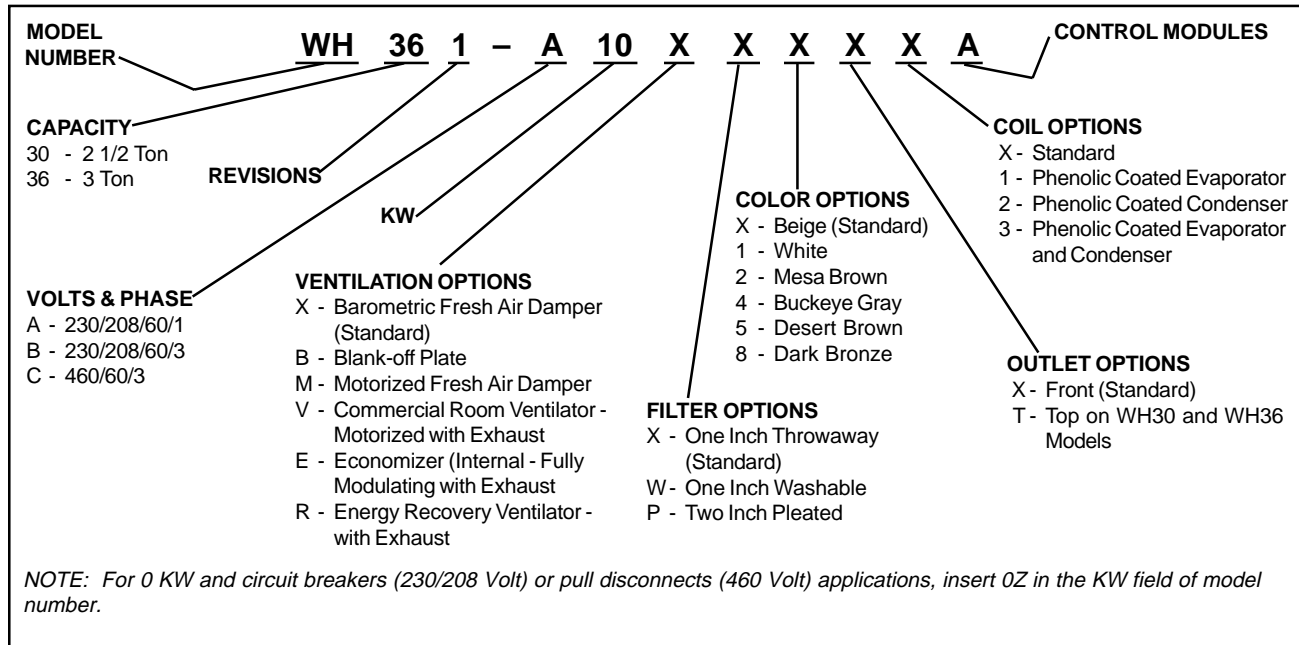 MODEL NUMBER
WH 36 1 – A 10 X X X X X A
CONTROL MODULES
CAPACITY
30 - 2 1/2 Ton
36 - 3 Ton
REVISIONS
KW
VOLTS & PHASE
A - 230/208/60/1
B - 230/208/60/3
C - 460/60/3
VENTILATION OPTIONS
X - Barometric Fresh Air Damper
(Standard)
B - Blank-off Plate
M - Motorized Fresh Air Damper
V - Commercial Room Ventilator -
Motorized with Exhaust
E - Economizer (Internal - Fully
Modulating with Exhaust
R - Energy Recovery Ventilator -
with Exhaust
FILTER OPTIONS
X - One Inch Throwaway
(Standard)
W - One Inch Washable
P - Two Inch Pleated
COLOR OPTIONS
X - Beige (Standard)
1 - White
2 - Mesa Brown
4 - Buckeye Gray
5 - Desert Brown
8 - Dark Bronze
OUTLET OPTIONS
X - Front (Standard)
T - Top on WH30 and WH36
Models
COIL OPTIONS
X - Standard
1 - Phenolic Coated Evaporator
2 - Phenolic Coated Condenser
3 - Phenolic Coated Evaporator
and Condenser
NOTE: For 0 KW and circuit breakers (230/208 Volt) or pull disconnects (460 Volt) applications, insert 0Z in the KW field of model
number.